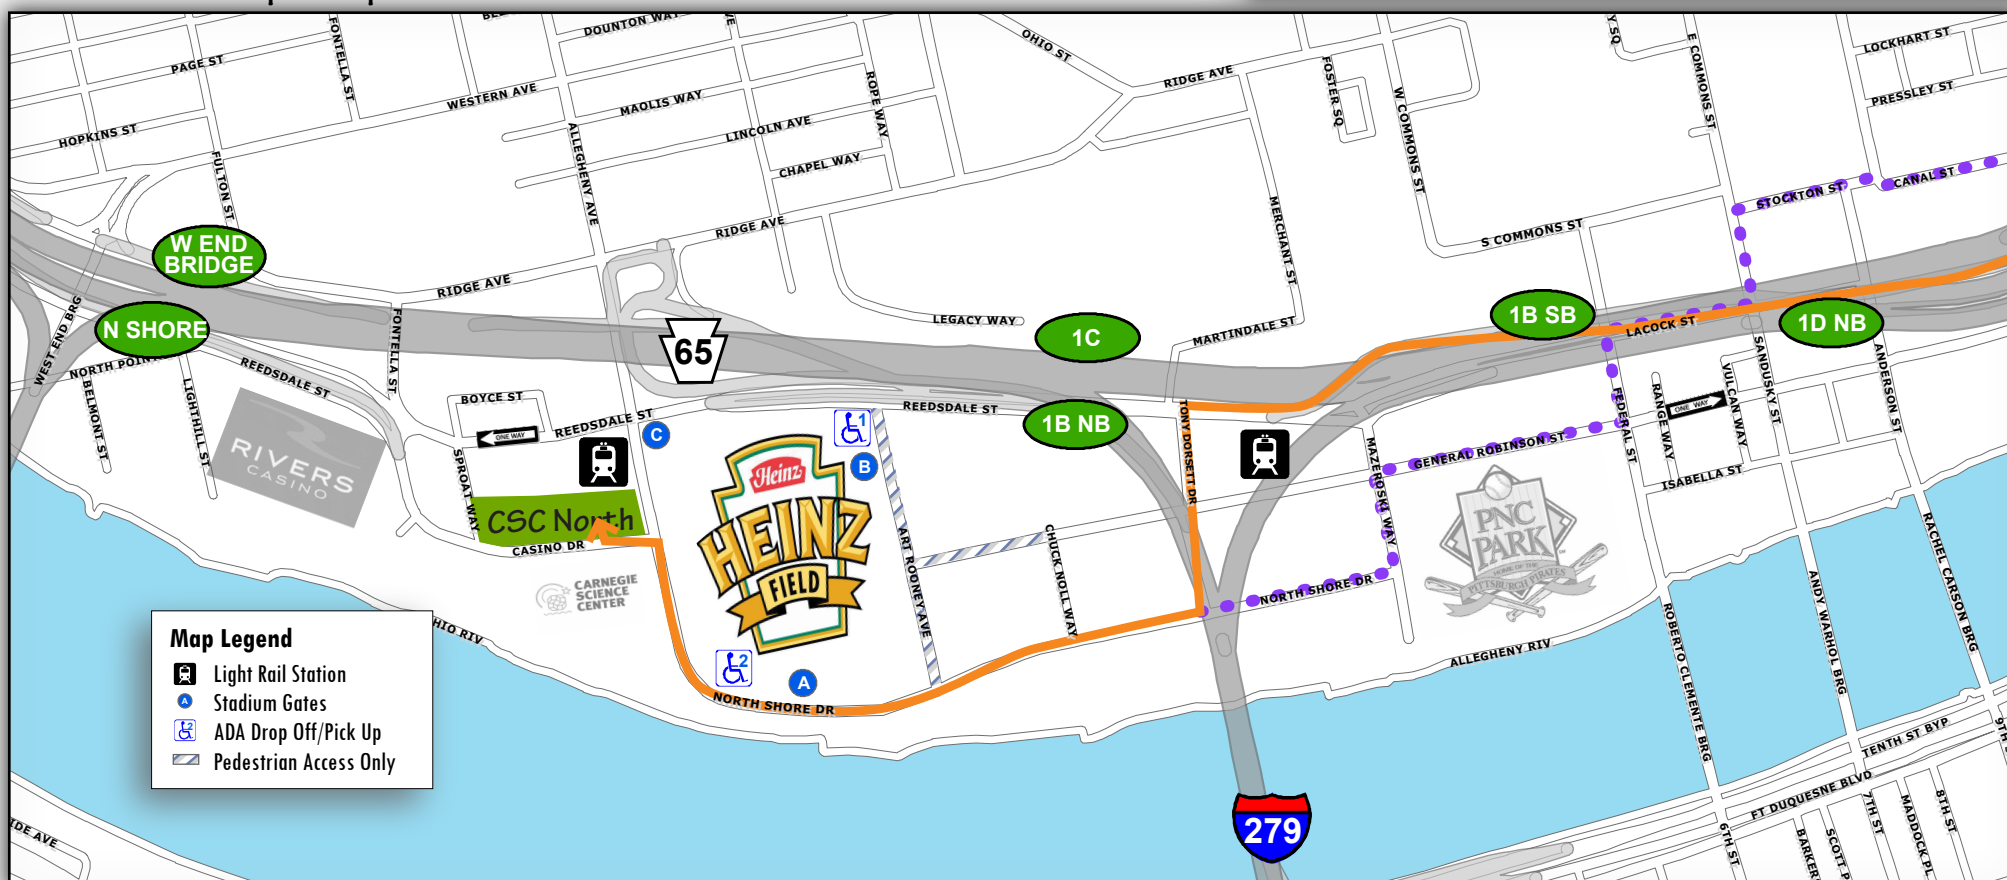 DOUNTON WAY
OHIO ST
PAGE ST
FONTELLA ST
WESTERN AVE
MAOLIS WAY
ROPE WAY
RIDGE AVE
FOSTER SQ
W COMMONS ST
E COMMONS ST
LOCKHART ST
PRESSLEY ST
HOPKINS ST
LINCOLN AVE
ALLEGHENY AVE
CHAPEL WAY
FULTON ST
STOCKTON ST
CANAL ST
MERCHANT ST
RIDGE AVE
S COMMONS ST
W END
BRIDGE
RIDGE AVE
N SHORE
WEST END BRG
FONTELLA ST
65
LEGACY WAY
1C
MARTINDALE ST
1B SB
LACOCK ST
1D NB
NORTH POINT
BELMONT ST
LIGHTHILL ST
REEDSDALE ST
BOYCE ST
REEDSDALE ST
REEDSDALE ST
1B NB
TONY DORSETT DR
SANDUSKY ST
ANDERSON ST
VULCAN WAY
RANGE WAY
FEDERAL ST
ONE WAY
ONE WAY
RIVERS
CASINO
SPROAT WAY
C
1
B
Heinz
HEINZ
FIELD
MAZEROSKI WAY
GENERAL ROBINSON ST
ISABELLA ST
CSC North
CASINO DR
CARNEGIE
SCIENCE
CENTER
ART ROONEY AVE
CHUCK NOLL WAY
PNC
PARK
HOME OF THE
PITTSBURGH PIRATES
NORTH SHORE DR
RACHEL CARSON BRG
ANDY WARHOL BRG
ROBERTO CLEMENTE BRG
HIO RIV
ALLEGHENY RIV
2
A
NORTH SHORE DR
Map Legend
Light Rail Station
A
Stadium Gates
2
ADA Drop Off/Pick Up
Pedestrian Access Only
279
TENTH ST BYP
FT DUQUESNE BLVD
6TH ST
7TH ST
8TH ST
MADDOCK PL
SCOTT P
BARKER
IDE AVE